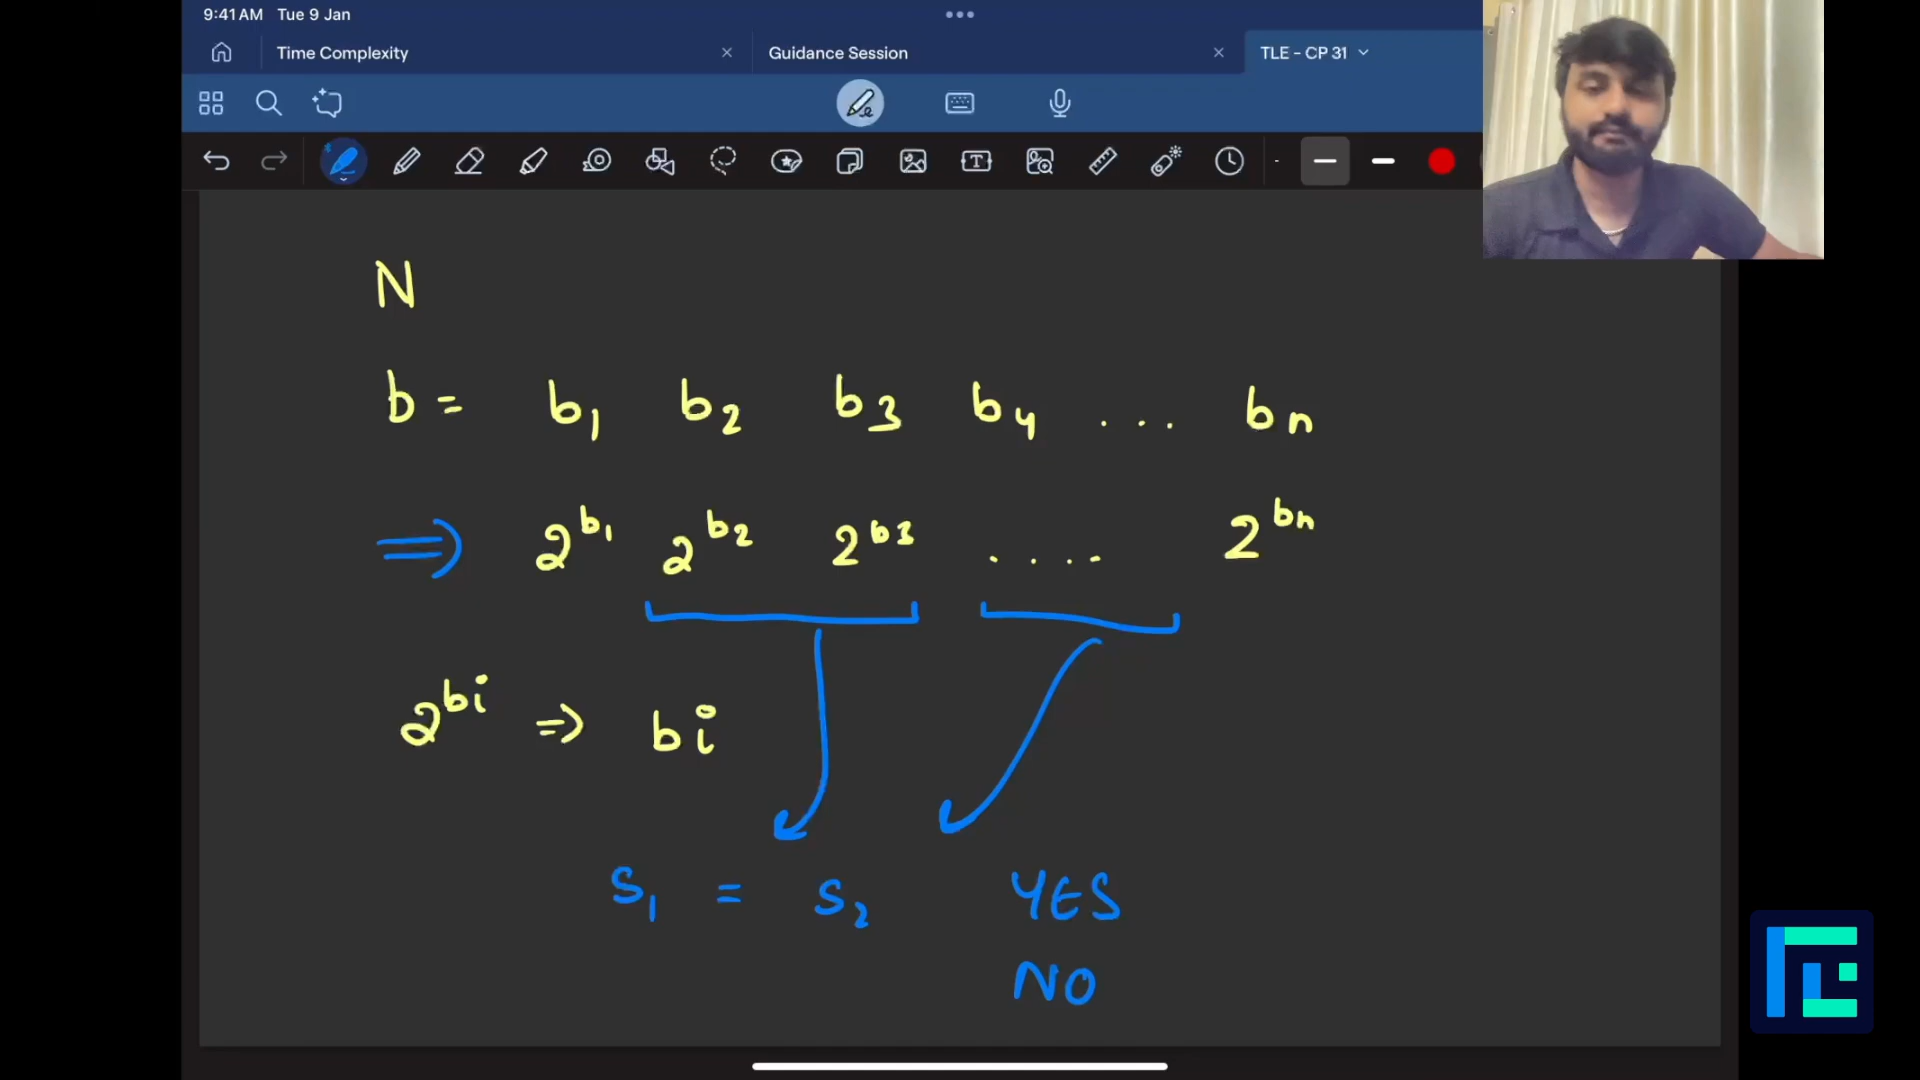 9:41 AM Tue 9 Jan
Time Complexity
Guidance Session
TLE - CP 31
N
b = b₁ b₂ b₃ b₄ ... bₙ
=> 2^b₁ 2^b₂ 2^b₃ .... 2^bₙ
2^bi => bi
S₁ = S₂ YES
NO